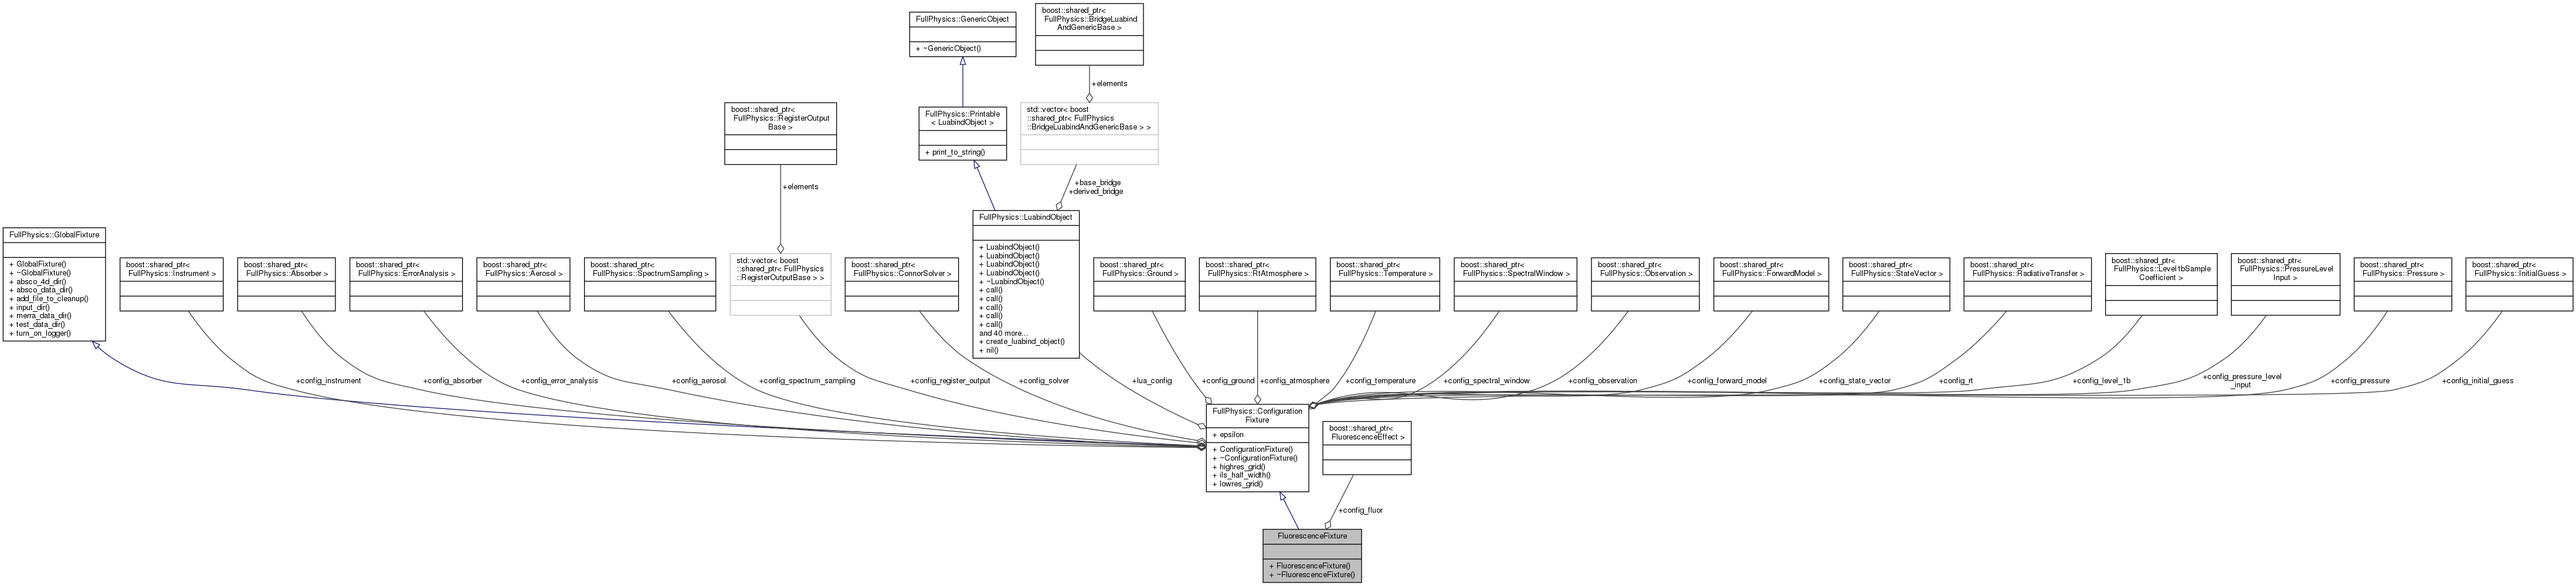 FullPhysics::GenericObject
+ ~GenericObject()
boost::shared_ptr<
FullPhysics::BridgeLuabind
AndGenericBase >
+elements
boost::shared_ptr<
FullPhysics::RegisterOutput
Base >
FullPhysics::Printable
< LuabindObject >
+ print_to_string()
std::vector< boost
::shared_ptr< FullPhysics
::BridgeLuabindAndGenericBase > >
+elements
+base_bridge
+derived_bridge
FullPhysics::GlobalFixture
+ GlobalFixture()
+ ~GlobalFixture()
+ absco_4d_dir()
+ absco_data_dir()
+ add_file_to_cleanup()
+ input_dir()
+ merra_data_dir()
+ test_data_dir()
+ turn_on_logger()
boost::shared_ptr<
FullPhysics::Instrument >
boost::shared_ptr<
FullPhysics::Absorber >
boost::shared_ptr<
FullPhysics::ErrorAnalysis >
boost::shared_ptr<
FullPhysics::Aerosol >
boost::shared_ptr<
FullPhysics::SpectrumSampling >
std::vector< boost
::shared_ptr< FullPhysics
::RegisterOutputBase > >
boost::shared_ptr<
FullPhysics::ConnorSolver >
FullPhysics::LuabindObject
+ LuabindObject()
+ LuabindObject()
+ LuabindObject()
+ LuabindObject()
+ ~LuabindObject()
+ call()
+ call()
+ call()
+ call()
+ call()
and 40 more...
+ create_luabind_object()
+ nil()
boost::shared_ptr<
FullPhysics::Ground >
boost::shared_ptr<
FullPhysics::RtAtmosphere >
boost::shared_ptr<
FullPhysics::Temperature >
boost::shared_ptr<
FullPhysics::SpectralWindow >
boost::shared_ptr<
FullPhysics::Observation >
boost::shared_ptr<
FullPhysics::ForwardModel >
boost::shared_ptr<
FullPhysics::StateVector >
boost::shared_ptr<
FullPhysics::RadiativeTransfer >
boost::shared_ptr<
FullPhysics::Level1bSample
Coefficient >
boost::shared_ptr<
FullPhysics::PressureLevel
Input >
boost::shared_ptr<
FullPhysics::Pressure >
boost::shared_ptr<
FullPhysics::InitialGuess >
+config_instrument
+config_absorber
+config_error_analysis
+config_aerosol
+config_spectrum_sampling
+config_register_output
+config_solver
+lua_config
+config_ground
+config_atmosphere
+config_temperature
+config_spectral_window
+config_observation
+config_forward_model
+config_state_vector
+config_rt
+config_level_1b
+config_pressure_level
_input
+config_pressure
+config_initial_guess
FullPhysics::Configuration
Fixture
+ epsilon
+ ConfigurationFixture()
+ ~ConfigurationFixture()
+ highres_grid()
+ ils_half_width()
+ lowres_grid()
boost::shared_ptr<
FluorescenceEffect >
+config_fluor
FluorescenceFixture
+ FluorescenceFixture()
+ ~FluorescenceFixture()